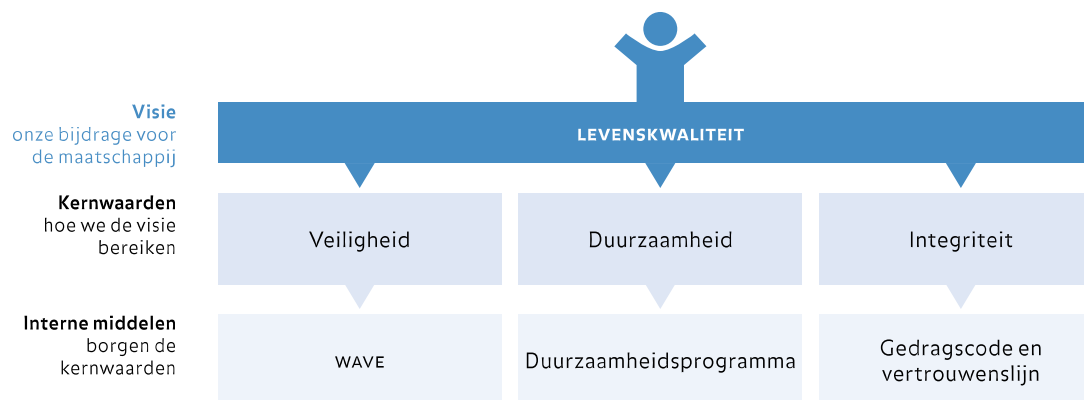 Visie
onze bijdrage voor
de maatschappij
LEVENSKWALITEIT
Kernwaarden
hoe we de visie
bereiken
Veiligheid
Duurzaamheid
Integriteit
Interne middelen
borgen de
kernwaarden
WAVE
Duurzaamheidsprogramma
Gedragscode en
vertrouwenslijn